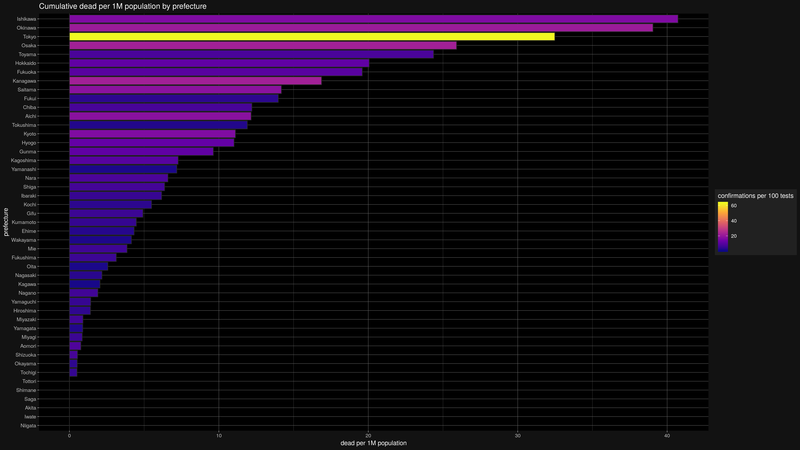 Cumulative dead per 1M population by prefecture
prefecture
Ishikawa
Okinawa
Tokyo
Osaka
Toyama
Hokkaido
Fukuoka
Kanagawa
Saitama
Fukui
Chiba
Aichi
Tokushima
Kyoto
Hyogo
Gunma
Kagoshima
Yamanashi
Nara
Shiga
Ibaraki
Kochi
Gifu
Kumamoto
Ehime
Wakayama
Mie
Fukushima
Oita
Nagasaki
Kagawa
Nagano
Yamaguchi
Hiroshima
Miyazaki
Yamagata
Miyagi
Aomori
Shizuoka
Okayama
Tochigi
Tottori
Shimane
Saga
Akita
Iwate
Niigata
0 10 20 30 40
dead per 1M population
confirmations per 100 tests
60
40
20